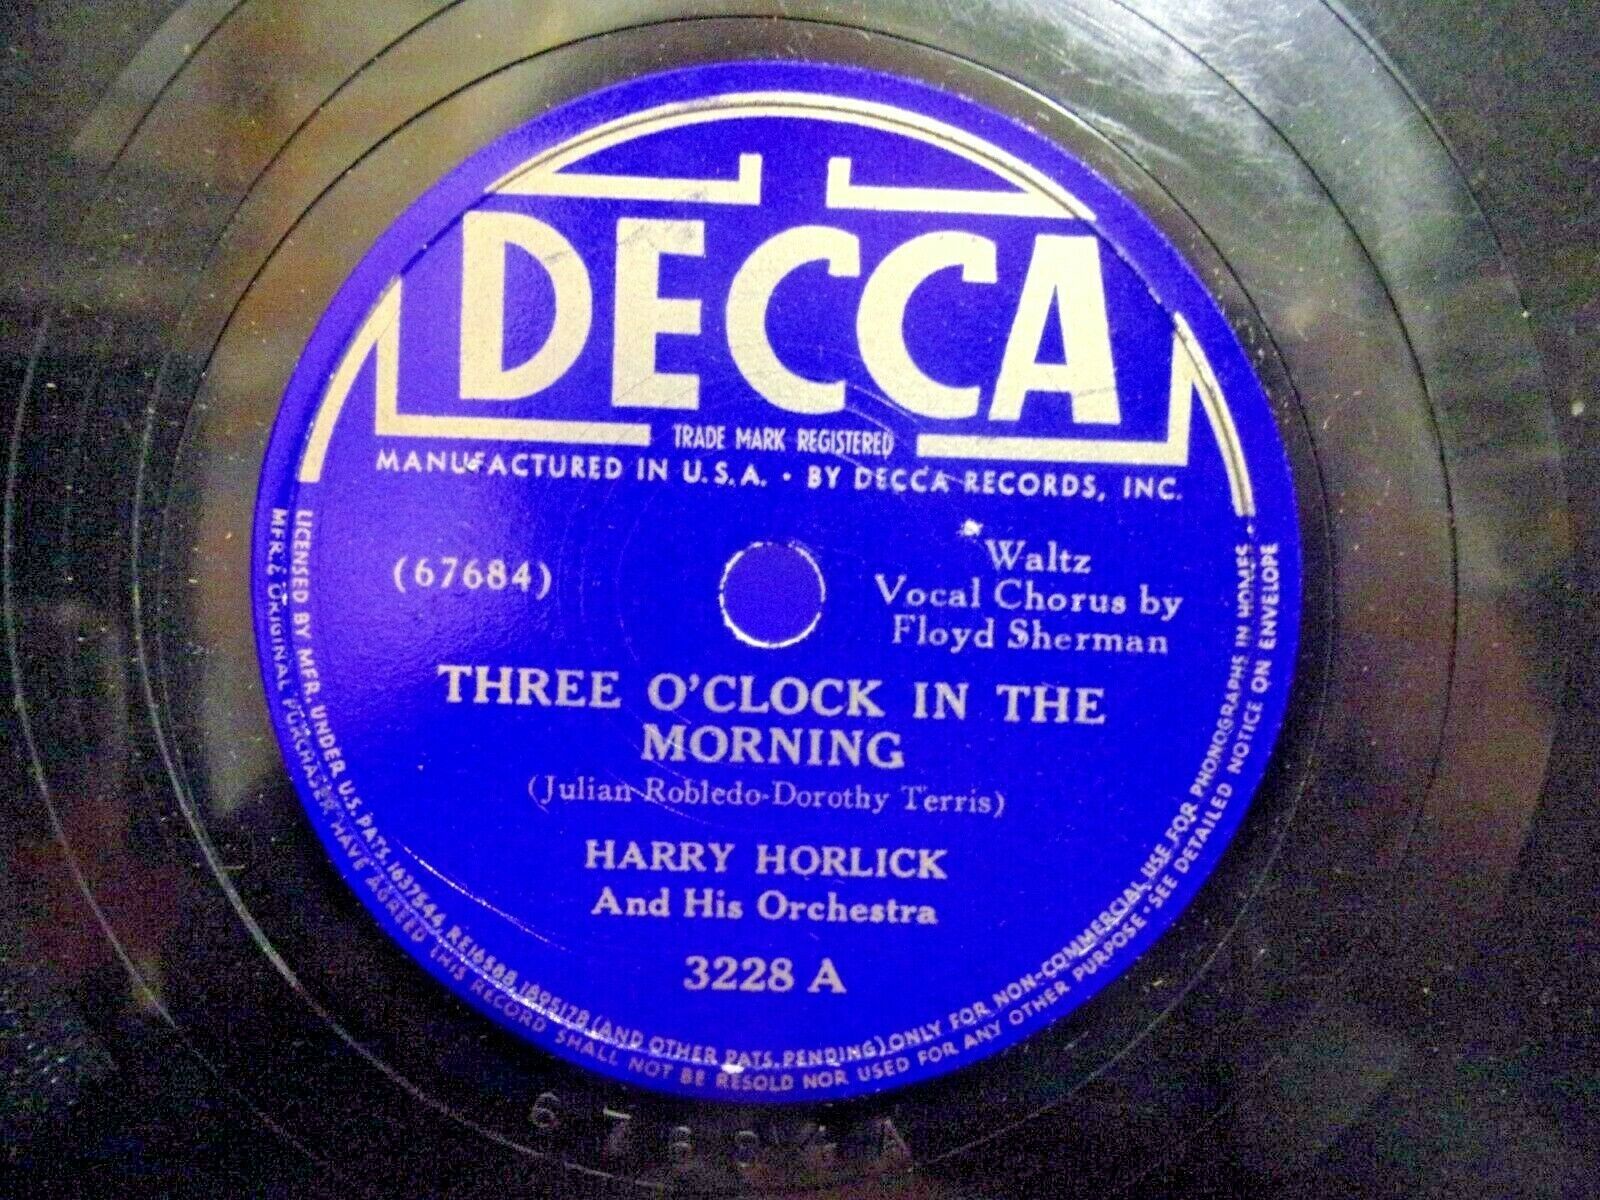 DECCA
TRADE MARK REGISTERED
MANUFACTURED IN U.S.A. · BY DECCA RECORDS, INC.
(67684)
Waltz
Vocal Chorus by
Floyd Sherman
THREE O'CLOCK IN THE
MORNING
(Julian Robledo-Dorothy Terris)
HARRY HORLICK
And His Orchestra
3228 A
LICENSED BY MFR. UNDER U.S. PATS. 1637544, RE16588, 1895178 (AND OTHER PATS. PENDING) ONLY FOR NON-COMMERCIAL USE FOR PHONOGRAPHS IN HOMES.
MFR. & ORIGINAL PURCHASER HAVE AGREED THIS RECORD SHALL NOT BE RESOLD NOR USED FOR ANY OTHER PURPOSE · SEE DETAILED NOTICE ON ENVELOPE
67684 A